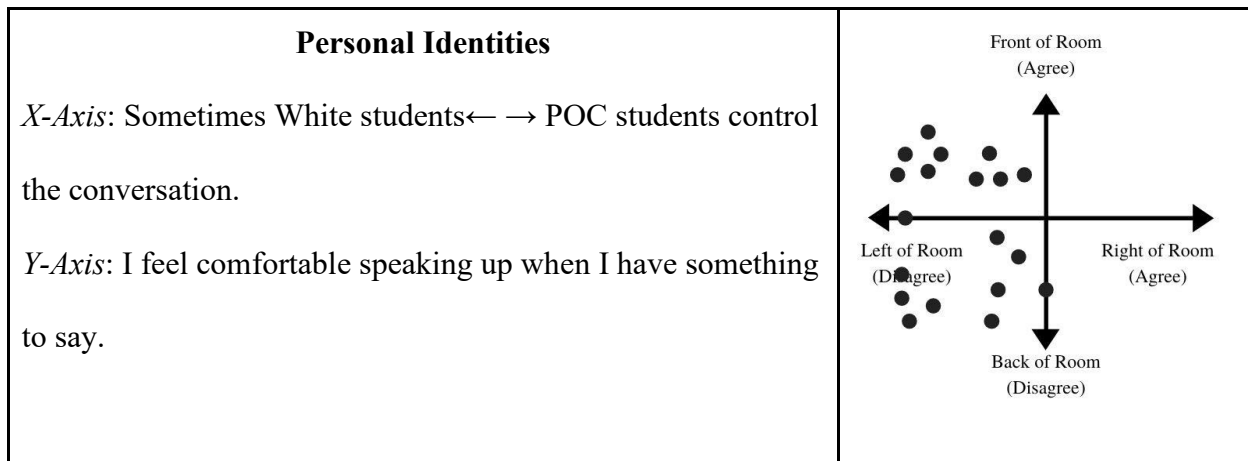 Personal Identities
X-Axis: Sometimes White students← → POC students control
the conversation.
Y-Axis: I feel comfortable speaking up when I have something
to say.
Front of Room
(Agree)
Left of Room
(Disagree)
Right of Room
(Agree)
Back of Room
(Disagree)